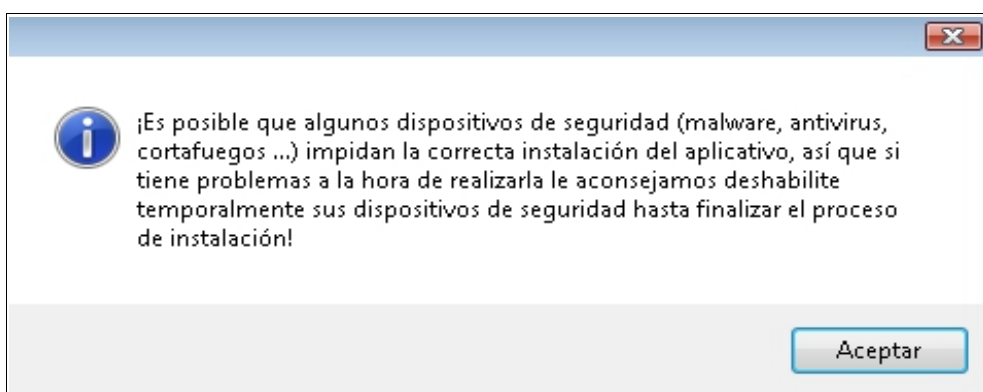 ¡Es posible que algunos dispositivos de seguridad (malware, antivirus,
cortafuegos ...) impidan la correcta instalación del aplicativo, así que si
tiene problemas a la hora de realizarla le aconsejamos deshabilite
temporalmente sus dispositivos de seguridad hasta finalizar el proceso
de instalación!
Aceptar